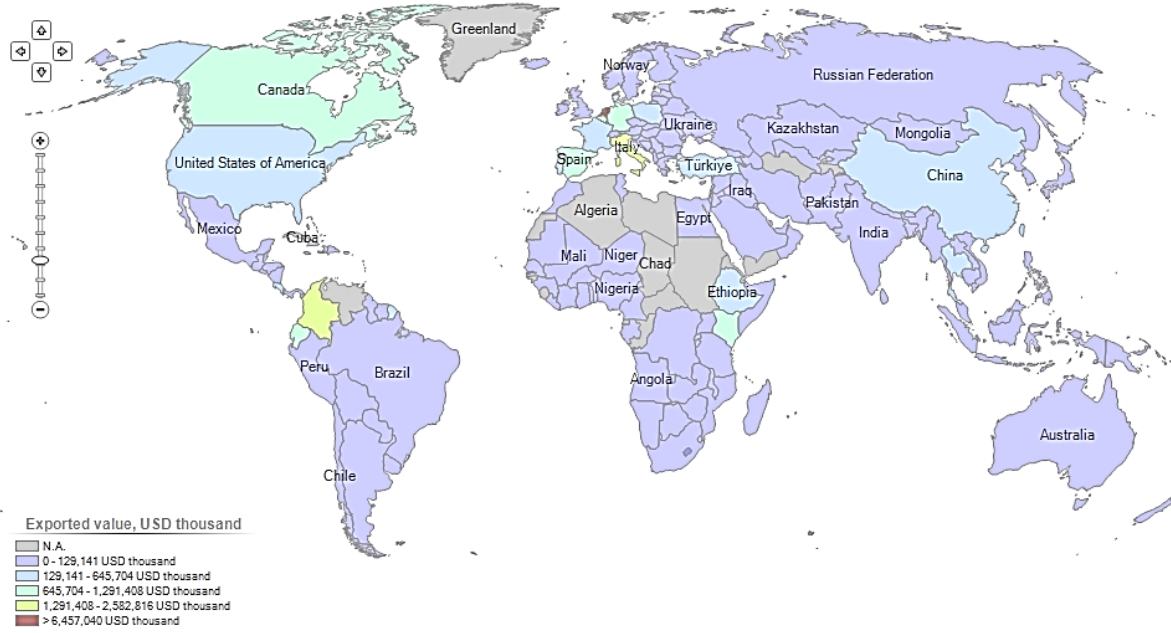 Greenland
Norway
Russian Federation
Canada
Ukraine
Kazakhstan
Mongolia
Italy
United States of America
Spain
Türkiye
China
Iraq
Pakistan
Algeria
Egypt
India
Mexico
Cuba
Mali
Niger
Chad
Nigeria
Ethiopia
Peru
Brazil
Angola
Australia
Chile
Exported value, USD thousand
N.A.
0 - 129,141 USD thousand
129,141 - 645,704 USD thousand
645,704 - 1,291,408 USD thousand
1,291,408 - 2,582,816 USD thousand
> 6,457,040 USD thousand